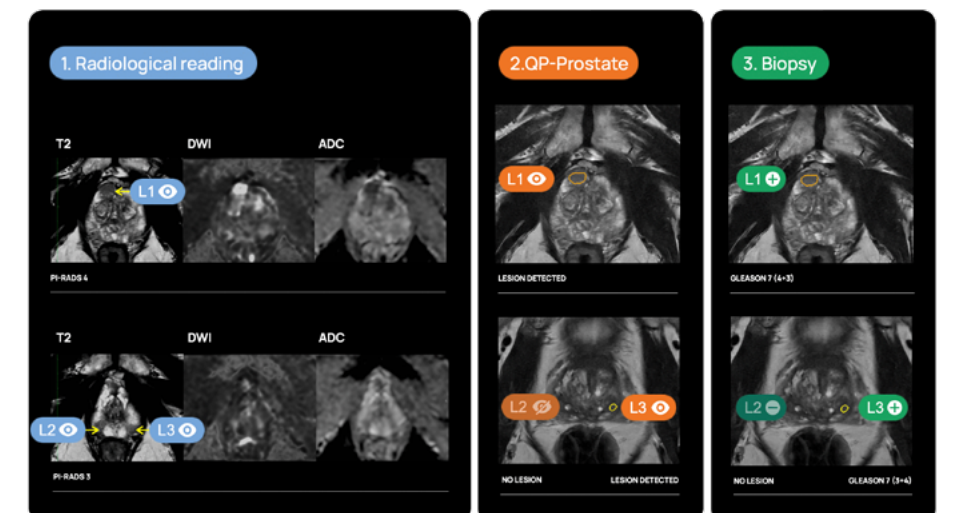 1. Radiological reading
T2 DWI ADC
L1
PI-RADS 4
T2 DWI ADC
L2 L3
PI-RADS 3
2.QP-Prostate
L1
LESION DETECTED
L2 L3
NO LESION LESION DETECTED
3. Biopsy
L1
GLEASON 7 (4+3)
L2 L3
NO LESION GLEASON 7 (3+4)